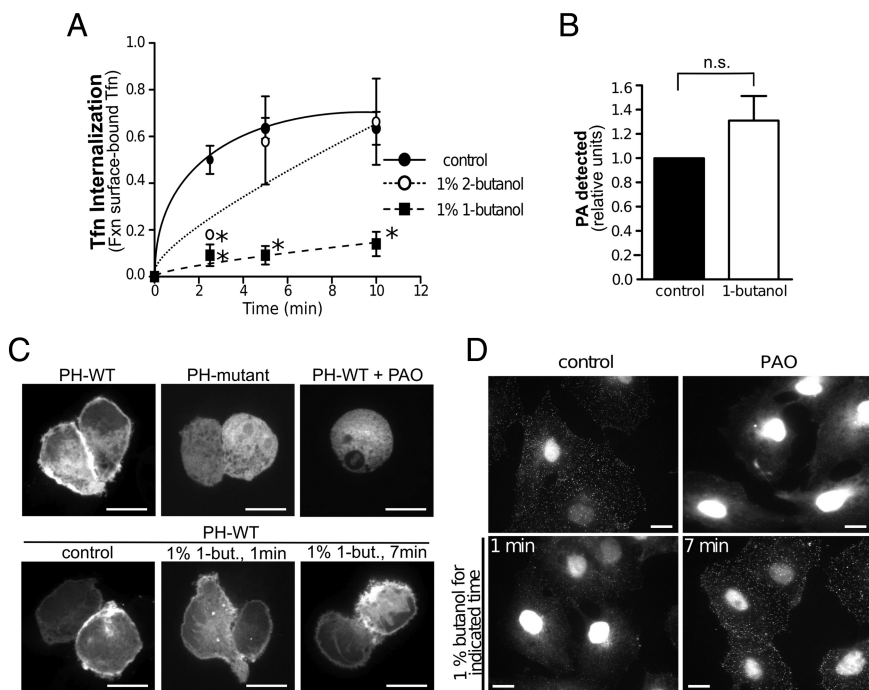 A
Tfn Internalization
(Fxn surface-bound Tfn)
1.0
0.8
0.6
0.4
0.2
0.0
0
2
4
6
8
10
12
Time (min)
*
*
*
*
control
1% 2-butanol
1% 1-butanol
B
n.s.
PA detected
(relative units)
1.6
1.4
1.2
1.0
0.8
0.6
0.4
0.2
0.0
control
1-butanol
C
PH-WT
PH-mutant
PH-WT + PAO
PH-WT
control
1% 1-but., 1min
1% 1-but., 7min
D
control
PAO
1 % butanol for
indicated time
1 min
7 min